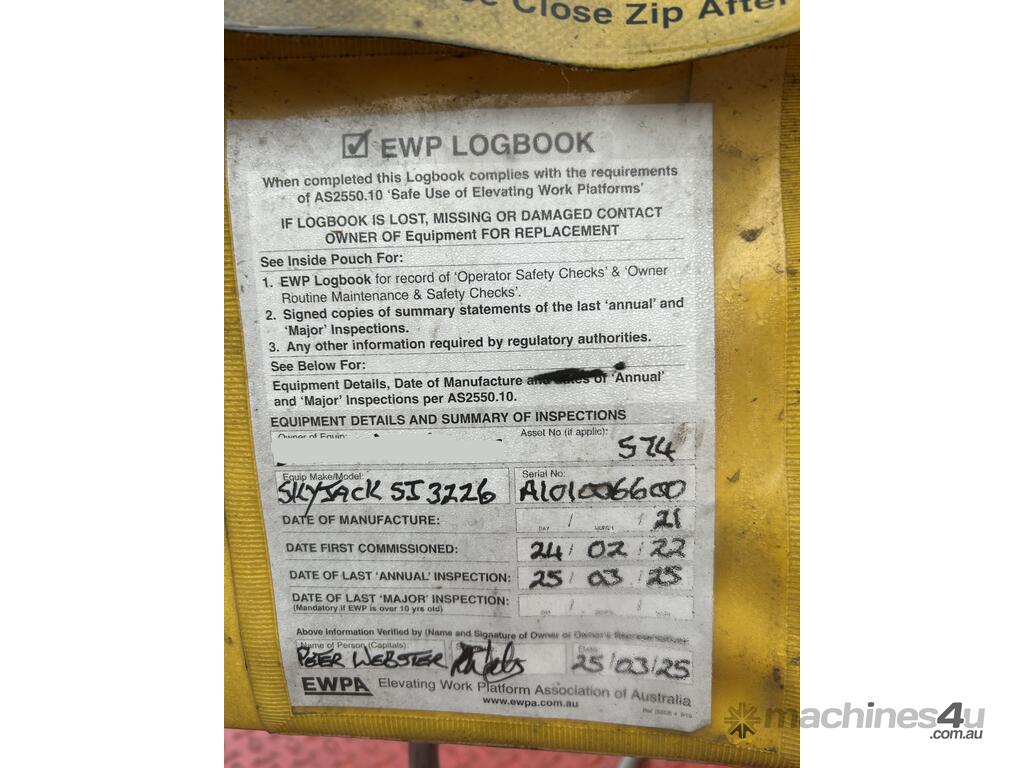 Close Zip After
EWP LOGBOOK
When completed this Logbook complies with the requirements
of AS2550.10 'Safe Use of Elevating Work Platforms'
IF LOGBOOK IS LOST, MISSING OR DAMAGED CONTACT
OWNER OF Equipment FOR REPLACEMENT
See Inside Pouch For:
1. EWP Logbook for record of 'Operator Safety Checks' & 'Owner
Routine Maintenance & Safety Checks'.
2. Signed copies of summary statements of the last 'annual' and
'Major' Inspections.
3. Any other information required by regulatory authorities.
See Below For:
Equipment Details, Date of Manufacture and dates of 'Annual'
and 'Major' Inspections per AS2550.10.
EQUIPMENT DETAILS AND SUMMARY OF INSPECTIONS
Owner of Equip: Asset No (if applic):
574
Equip Make/Model: Serial No:
SKYJACK SJ3226 A101006600
DATE OF MANUFACTURE: / / 21
DATE FIRST COMMISSIONED: 24 / 02 / 22
DATE OF LAST 'ANNUAL' INSPECTION: 25 / 03 / 25
DATE OF LAST 'MAJOR' INSPECTION: / /
(Mandatory if EWP is over 10 yrs old)
Above Information Verified by (Name and Signature of Owner or Owner's Representative)
Name of Person (Capitals): Date
PETER WEBSTER 25/03/25
EWPA Elevating Work Platform Association of Australia
www.ewpa.com.au
machines4u
.com.au